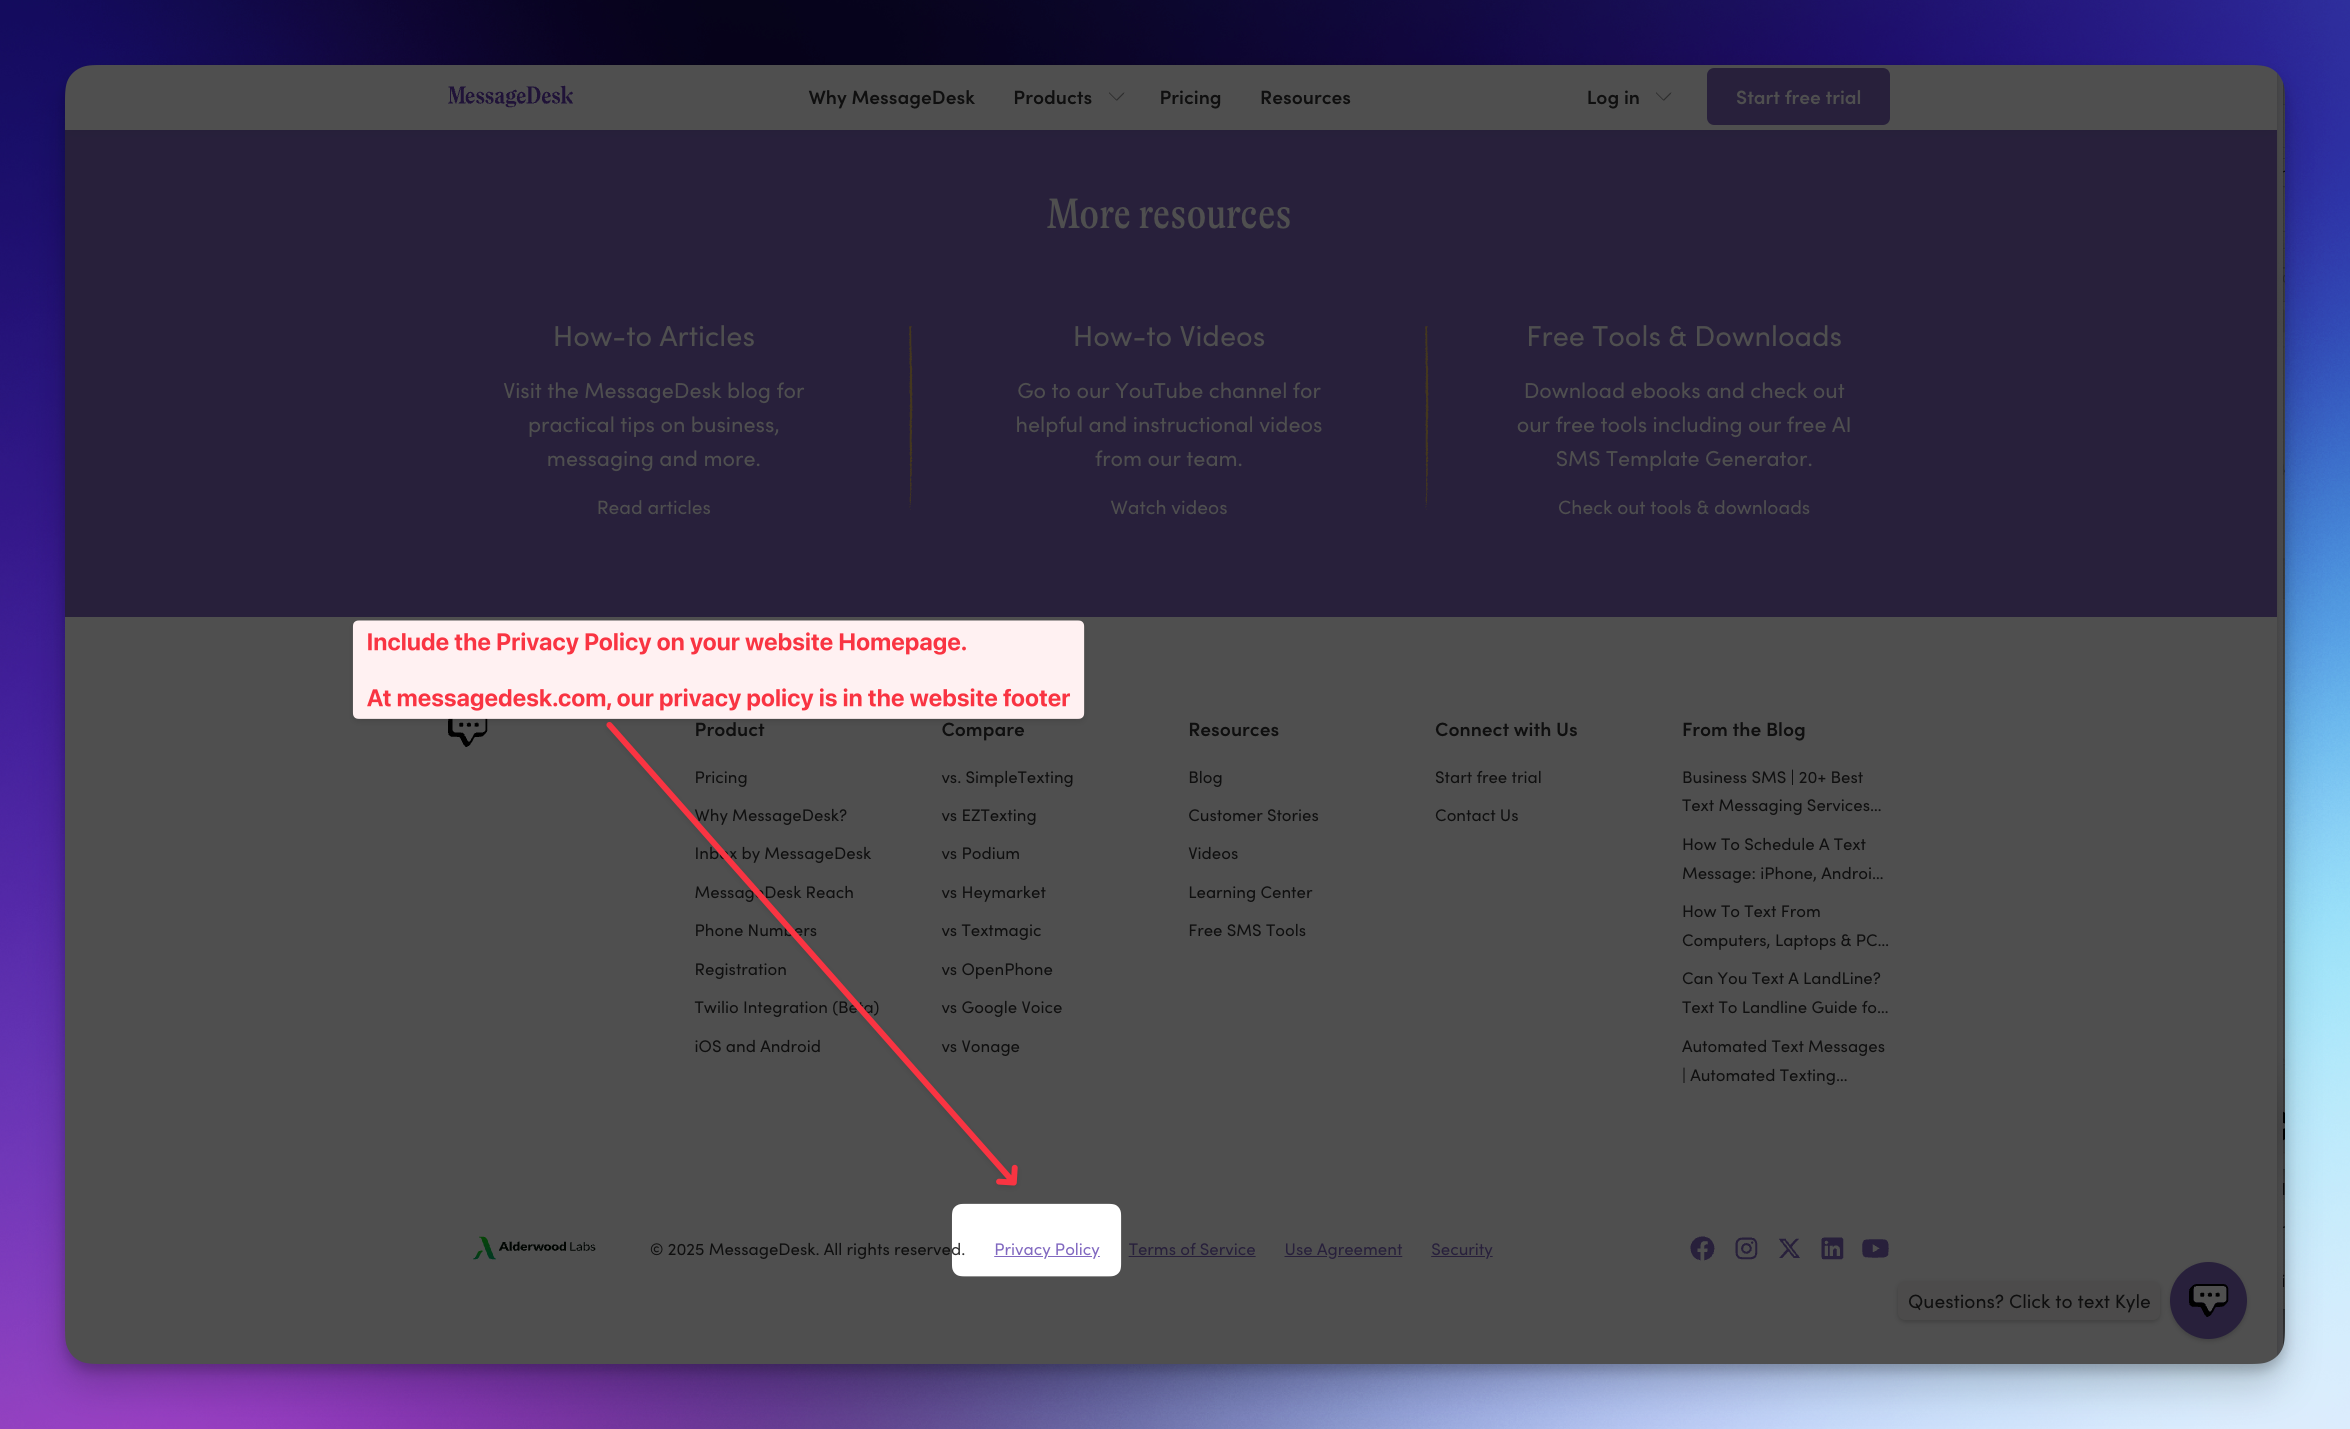 MessageDesk
Why MessageDesk
Products
Pricing
Resources
Log in
Start free trial
More resources
How-to Articles
Visit the MessageDesk blog for
practical tips on business,
messaging and more.
Read articles
How-to Videos
Go to our YouTube channel for
helpful and instructional videos
from our team.
Watch videos
Free Tools & Downloads
Download ebooks and check out
our free tools including our free AI
SMS Template Generator.
Check out tools & downloads
Include the Privacy Policy on your website Homepage.
At messagedesk.com, our privacy policy is in the website footer
Product
Pricing
Why MessageDesk?
Inbox by MessageDesk
MessageDesk Reach
Phone Numbers
Registration
Twilio Integration (Beta)
iOS and Android
Compare
vs. SimpleTexting
vs EZTexting
vs Podium
vs Heymarket
vs Textmagic
vs OpenPhone
vs Google Voice
vs Vonage
Resources
Blog
Customer Stories
Videos
Learning Center
Free SMS Tools
Connect with Us
Start free trial
Contact Us
From the Blog
Business SMS | 20+ Best
Text Messaging Services...
How To Schedule A Text
Message: iPhone, Androi...
How To Text From
Computers, Laptops & PC...
Can You Text A LandLine?
Text To Landline Guide fo...
Automated Text Messages
| Automated Texting...
Alderwood Labs
© 2025 MessageDesk. All rights reserved.
Privacy Policy
Terms of Service
Use Agreement
Security
Questions? Click to text Kyle